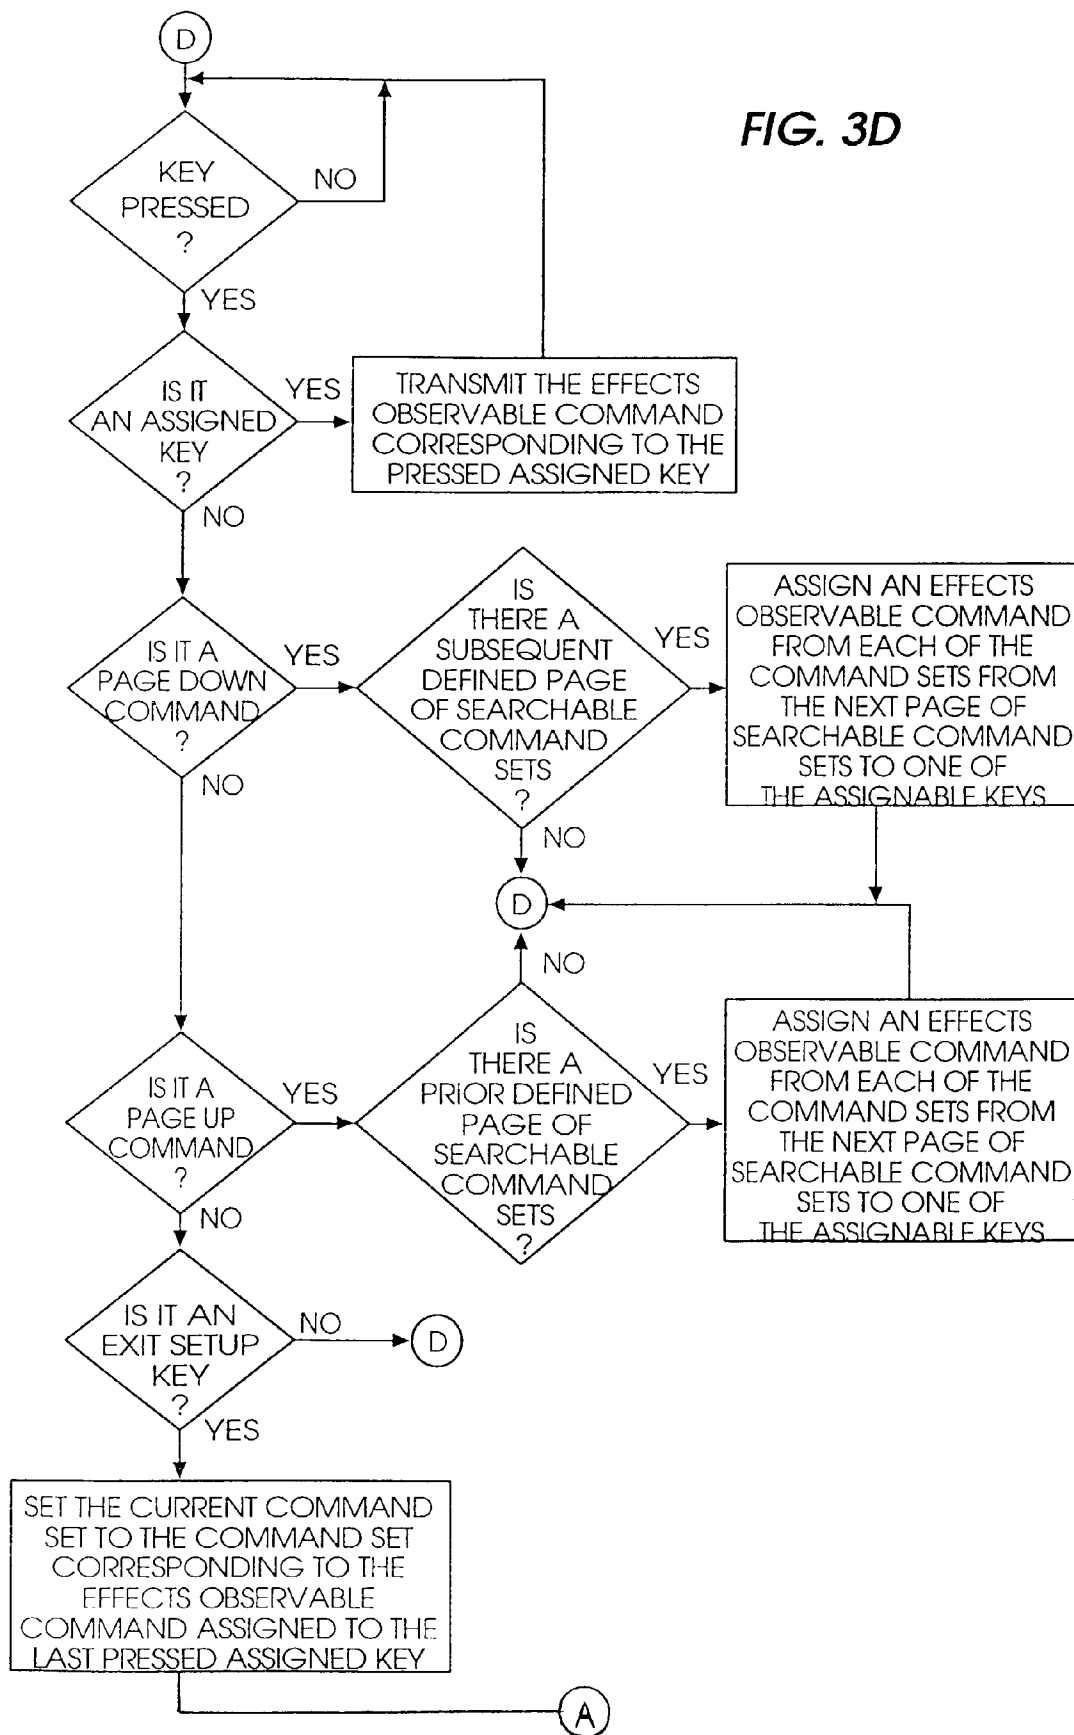 D
FIG. 3D
KEY
PRESSED
?
NO
YES
IS IT
AN ASSIGNED
KEY
?
YES
TRANSMIT THE EFFECTS
OBSERVABLE COMMAND
CORRESPONDING TO THE
PRESSED ASSIGNED KEY
NO
IS IT A
PAGE DOWN
COMMAND
?
YES
IS
THERE A
SUBSEQUENT
DEFINED PAGE
OF SEARCHABLE
COMMAND
SETS
?
YES
ASSIGN AN EFFECTS
OBSERVABLE COMMAND
FROM EACH OF THE
COMMAND SETS FROM
THE NEXT PAGE OF
SEARCHABLE COMMAND
SETS TO ONE OF
THE ASSIGNABLE KEYS
NO
NO
D
NO
IS IT A
PAGE UP
COMMAND
?
YES
IS
THERE A
PRIOR DEFINED
PAGE OF
SEARCHABLE
COMMAND
SETS
?
YES
ASSIGN AN EFFECTS
OBSERVABLE COMMAND
FROM EACH OF THE
COMMAND SETS FROM
THE NEXT PAGE OF
SEARCHABLE COMMAND
SETS TO ONE OF
THE ASSIGNABLE KEYS
NO
IS IT AN
EXIT SETUP
KEY
?
NO
D
YES
SET THE CURRENT COMMAND
SET TO THE COMMAND SET
CORRESPONDING TO THE
EFFECTS OBSERVABLE
COMMAND ASSIGNED TO THE
LAST PRESSED ASSIGNED KEY
A